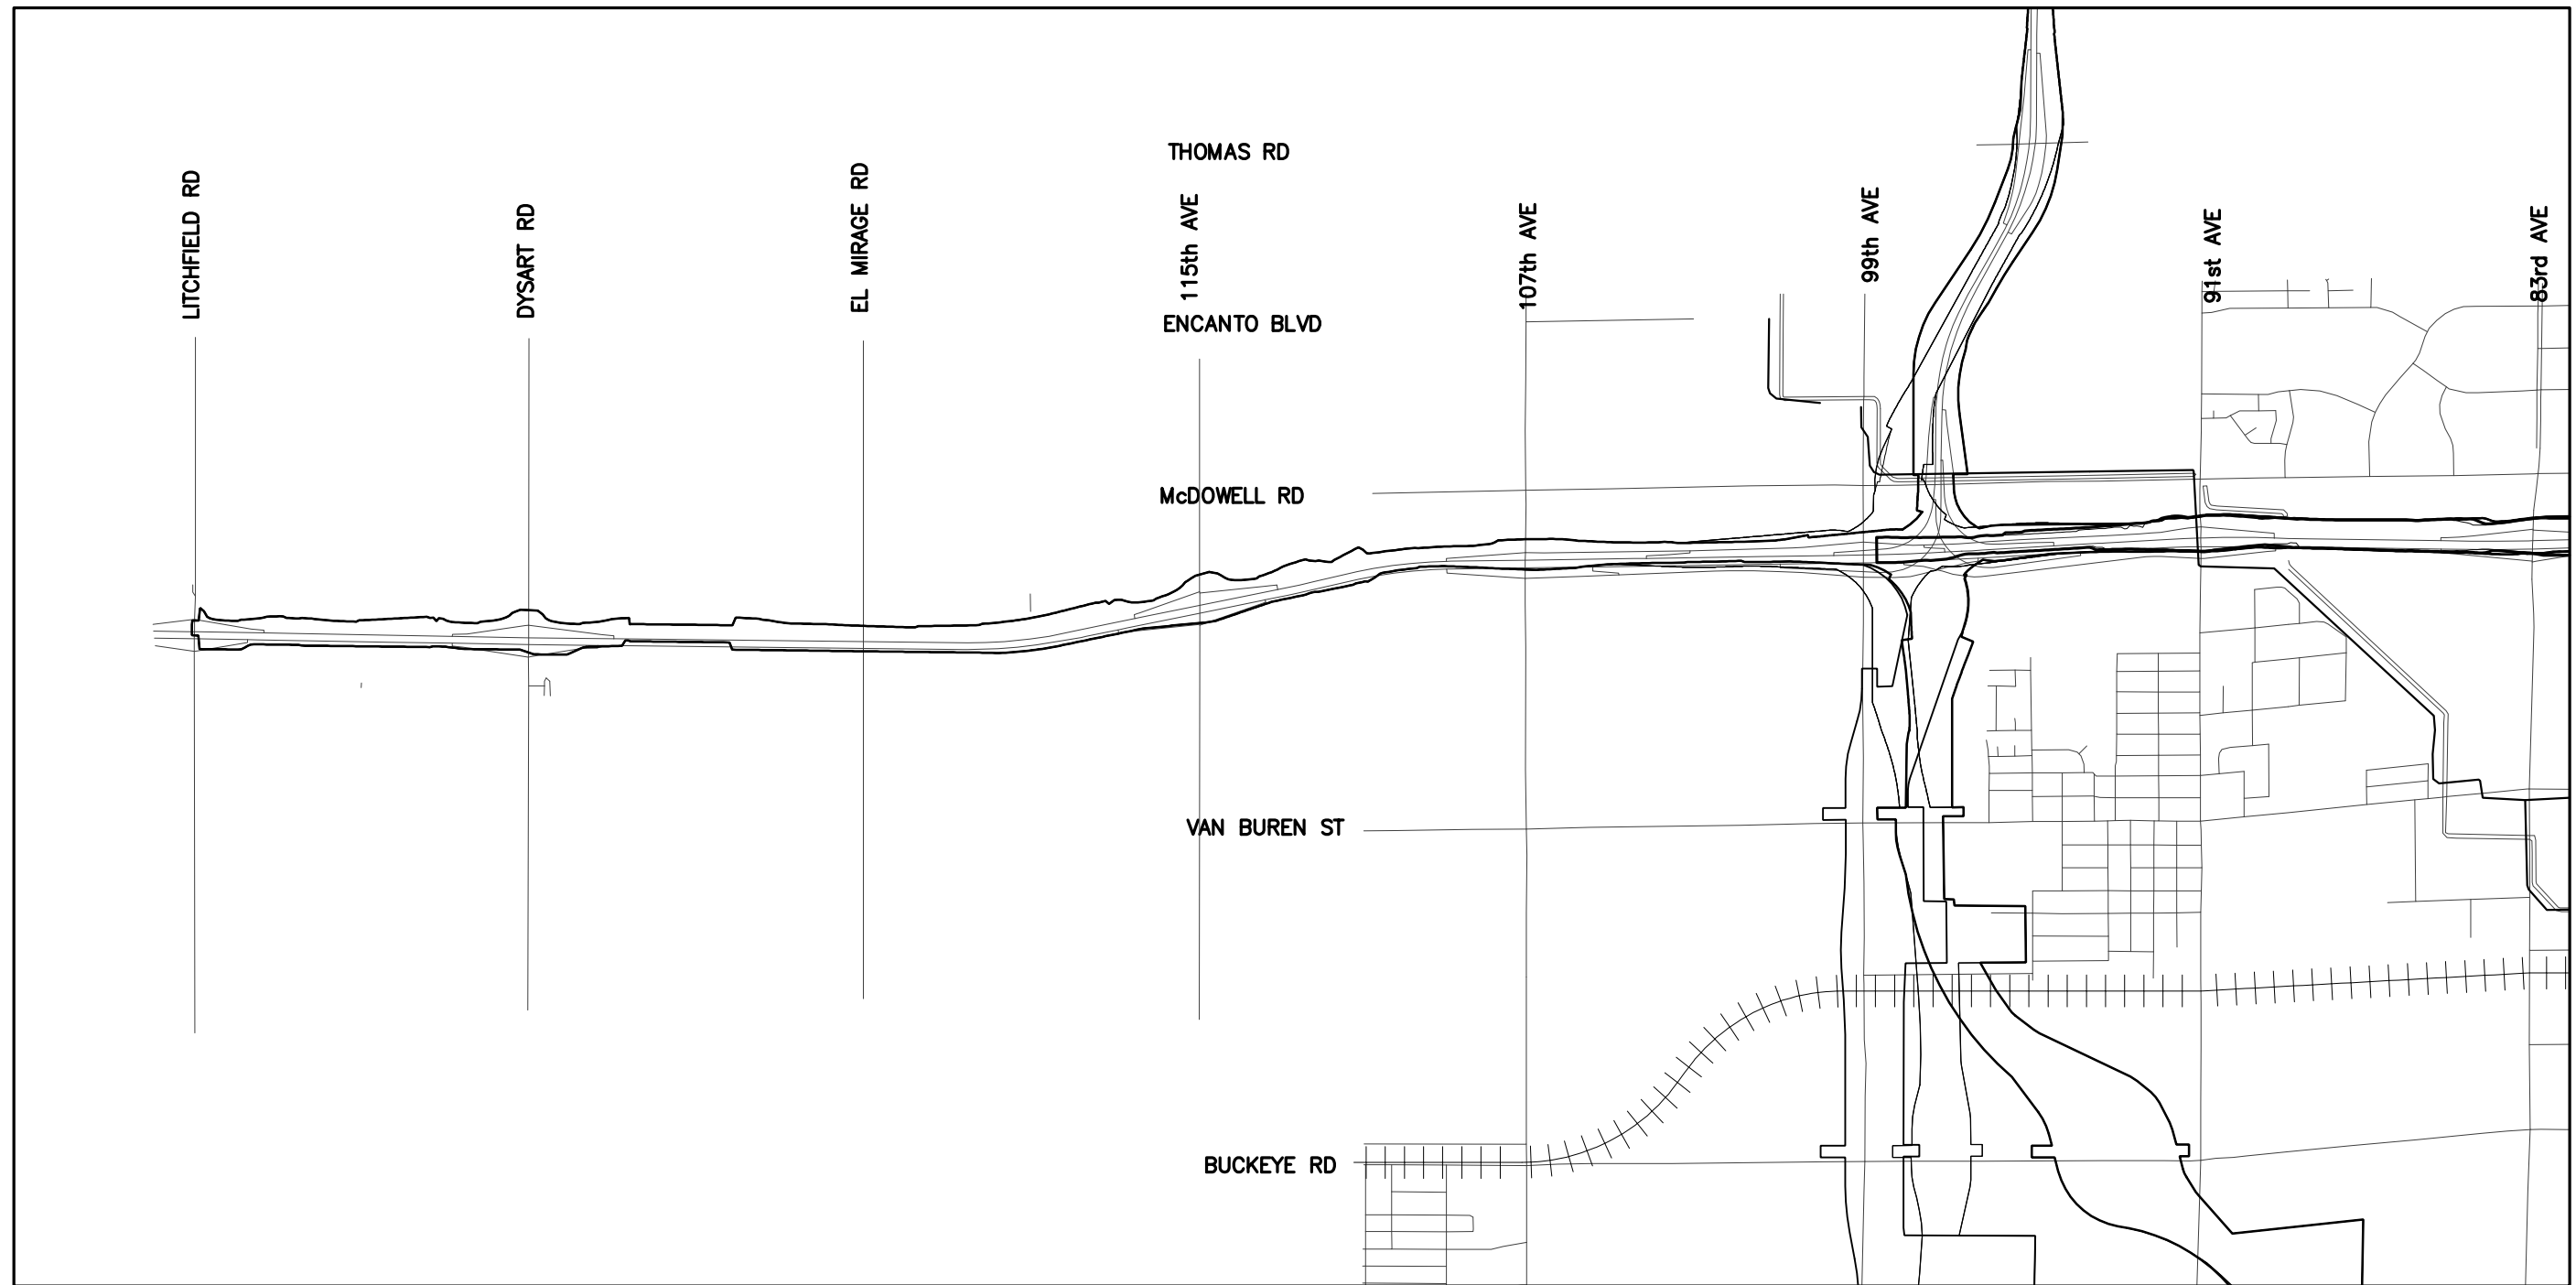 THOMAS RD
LITCHFIELD RD
DYSART RD
EL MIRAGE RD
115th AVE
107th AVE
99th AVE
91st AVE
83rd AVE
ENCANTO BLVD
McDOWELL RD
VAN BUREN ST
BUCKEYE RD